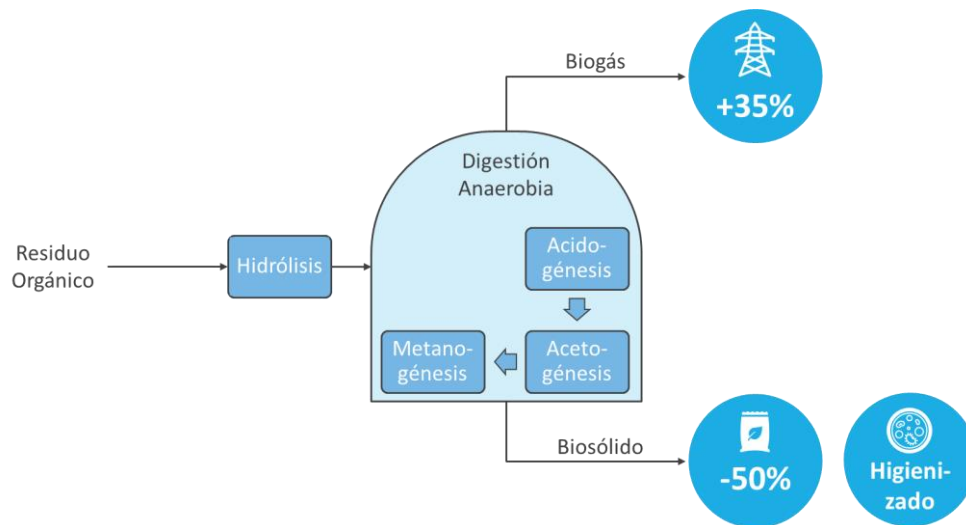 Biogás
+35%
Digestión
Anaerobia
Residuo
Orgánico
Hidrólisis
Acido-
génesis
Metano-
génesis
Aceto-
génesis
Biosólido
-50%
Higieni-
zado